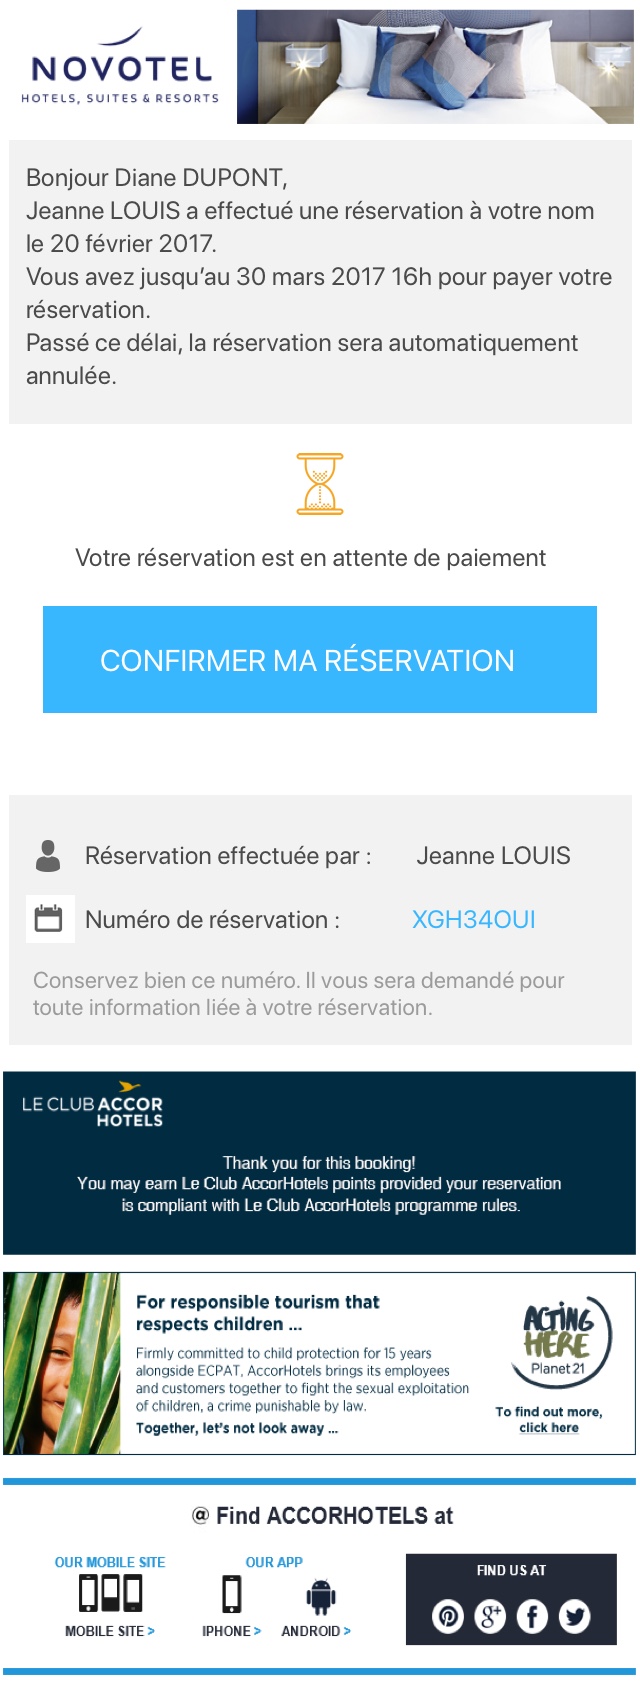 NOVOTEL
HOTELS, SUITES & RESORTS
Bonjour Diane DUPONT,
Jeanne LOUIS a effectué une réservation à votre nom
le 20 février 2017.
Vous avez jusqu’au 30 mars 2017 16h pour payer votre
réservation.
Passé ce délai, la réservation sera automatiquement
annulée.
Votre réservation est en attente de paiement
CONFIRMER MA RÉSERVATION
Réservation effectuée par : Jeanne LOUIS
Numéro de réservation : XGH34OUI
Conservez bien ce numéro. Il vous sera demandé pour
toute information liée à votre réservation.
LE CLUB ACCOR
HOTELS
Thank you for this booking!
You may earn Le Club AccorHotels points provided your reservation
is compliant with Le Club AccorHotels programme rules.
For responsible tourism that
respects children ...
Firmly committed to child protection for 15 years
alongside ECPAT, AccorHotels brings its employees
and customers together to fight the sexual exploitation
of children, a crime punishable by law.
Together, let's not look away ...
ACTING
HERE
Planet 21
To find out more,
click here
@ Find ACCORHOTELS at
OUR MOBILE SITE
MOBILE SITE >
OUR APP
IPHONE > ANDROID >
FIND US AT